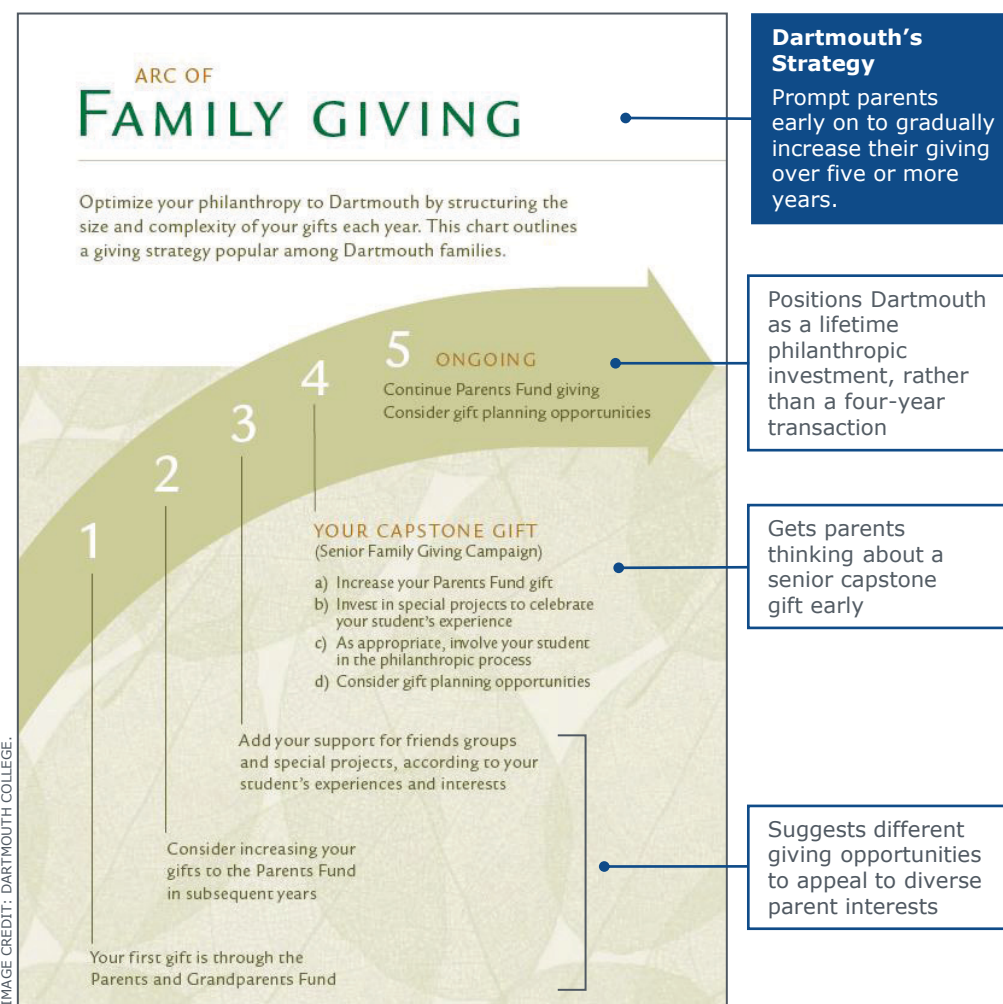 ARC OF
FAMILY GIVING
Optimize your philanthropy to Dartmouth by structuring the
size and complexity of your gifts each year. This chart outlines
a giving strategy popular among Dartmouth families.
5 ONGOING
Continue Parents Fund giving
Consider gift planning opportunities
4
YOUR CAPSTONE GIFT
(Senior Family Giving Campaign)
a) Increase your Parents Fund gift
b) Invest in special projects to celebrate
your student's experience
c) As appropriate, involve your student
in the philanthropic process
d) Consider gift planning opportunities
3
Add your support for friends groups
and special projects, according to your
student's experiences and interests
2
Consider increasing your
gifts to the Parents Fund
in subsequent years
1
Your first gift is through the
Parents and Grandparents Fund
Dartmouth's
Strategy
Prompt parents
early on to gradually
increase their giving
over five or more
years.
Positions Dartmouth
as a lifetime
philanthropic
investment, rather
than a four-year
transaction
Gets parents
thinking about a
senior capstone
gift early
Suggests different
giving opportunities
to appeal to diverse
parent interests
IMAGE CREDIT: DARTMOUTH COLLEGE.